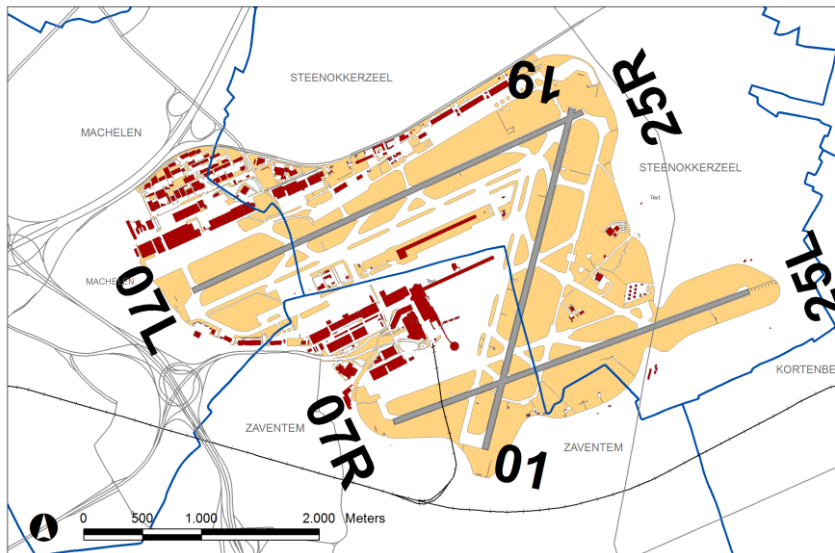 STEENOKKERZEEL
19
25R
MACHELEN
STEENOKKERZEEL
Text
25L
MACHELEN
Text
07L
KORTENBE
07R
ZAVENTEM
ZAVENTEM
01
0 500 1.000 2.000 Meters